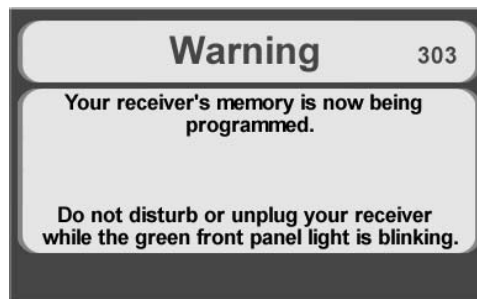 Warning 303
Your receiver's memory is now being
programmed.
Do not disturb or unplug your receiver
while the green front panel light is blinking.